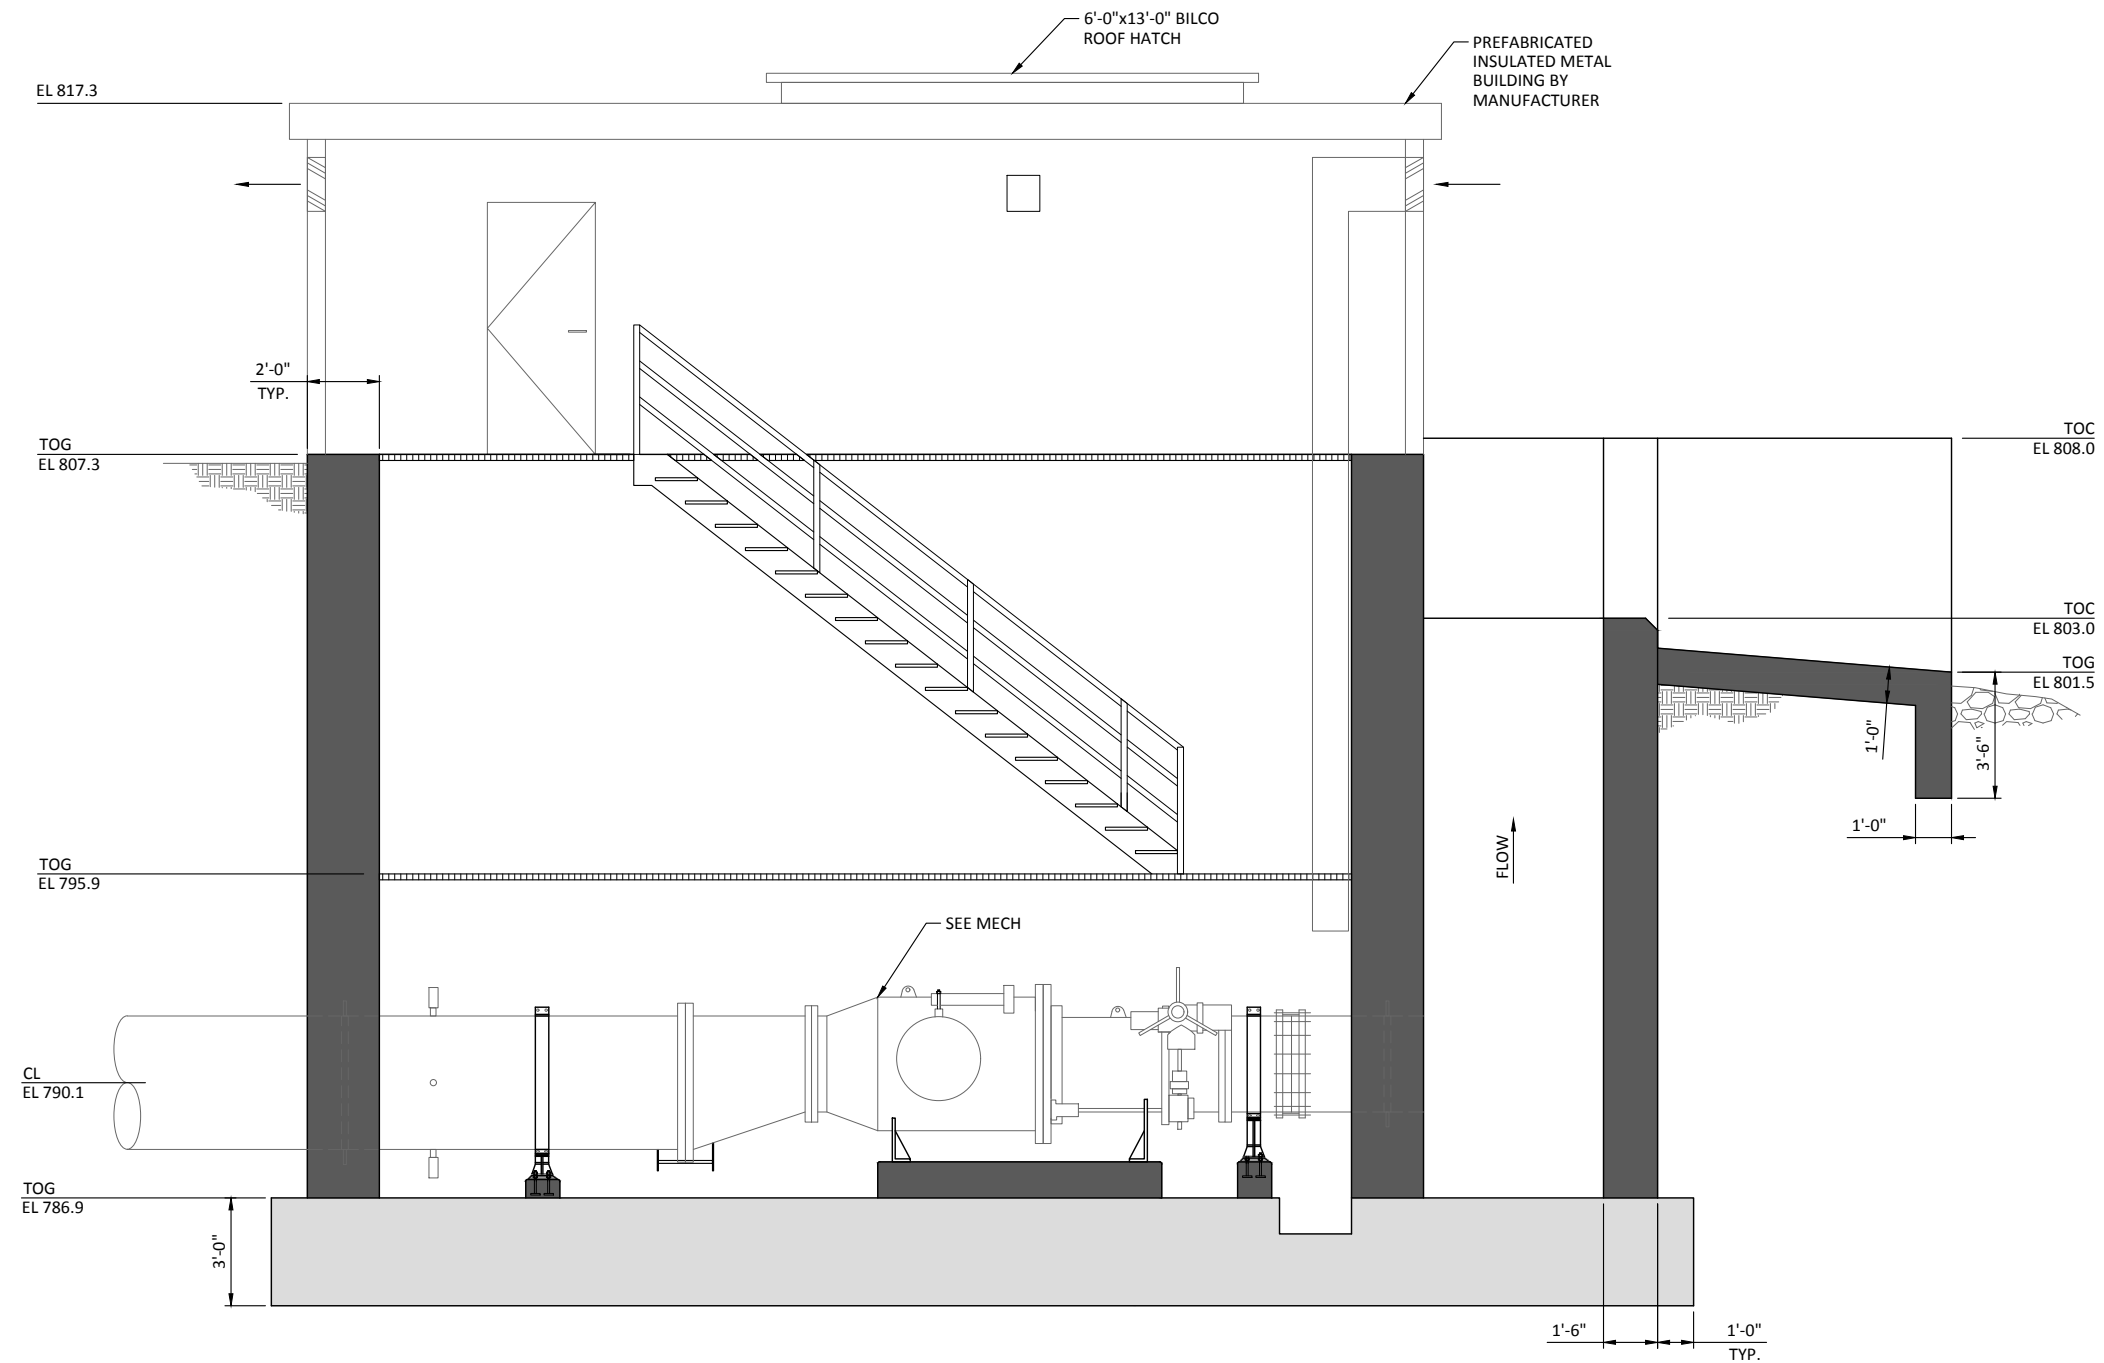 6'-0"x13'-0" BILCO
ROOF HATCH
PREFABRICATED
INSULATED METAL
BUILDING BY
MANUFACTURER
EL 817.3
2'-0"
TYP.
TOG
EL 807.3
TOC
EL 808.0
TOC
EL 803.0
TOG
EL 801.5
1'-0"
3'-6"
1'-0"
FLOW
TOG
EL 795.9
SEE MECH
CL
EL 790.1
TOG
EL 786.9
3'-0"
1'-6"
1'-0"
TYP.